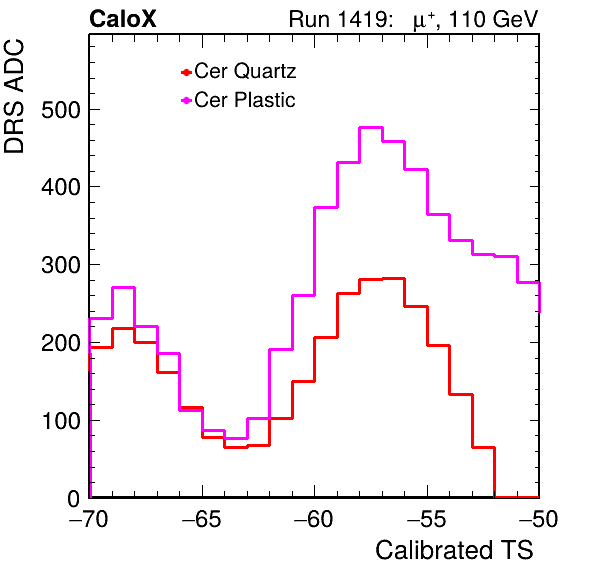 CaloX Run 1419: μ⁺, 110 GeV
DRS ADC
Cer Quartz
Cer Plastic
500
400
300
200
100
0
−70 −65 −60 −55 −50
Calibrated TS